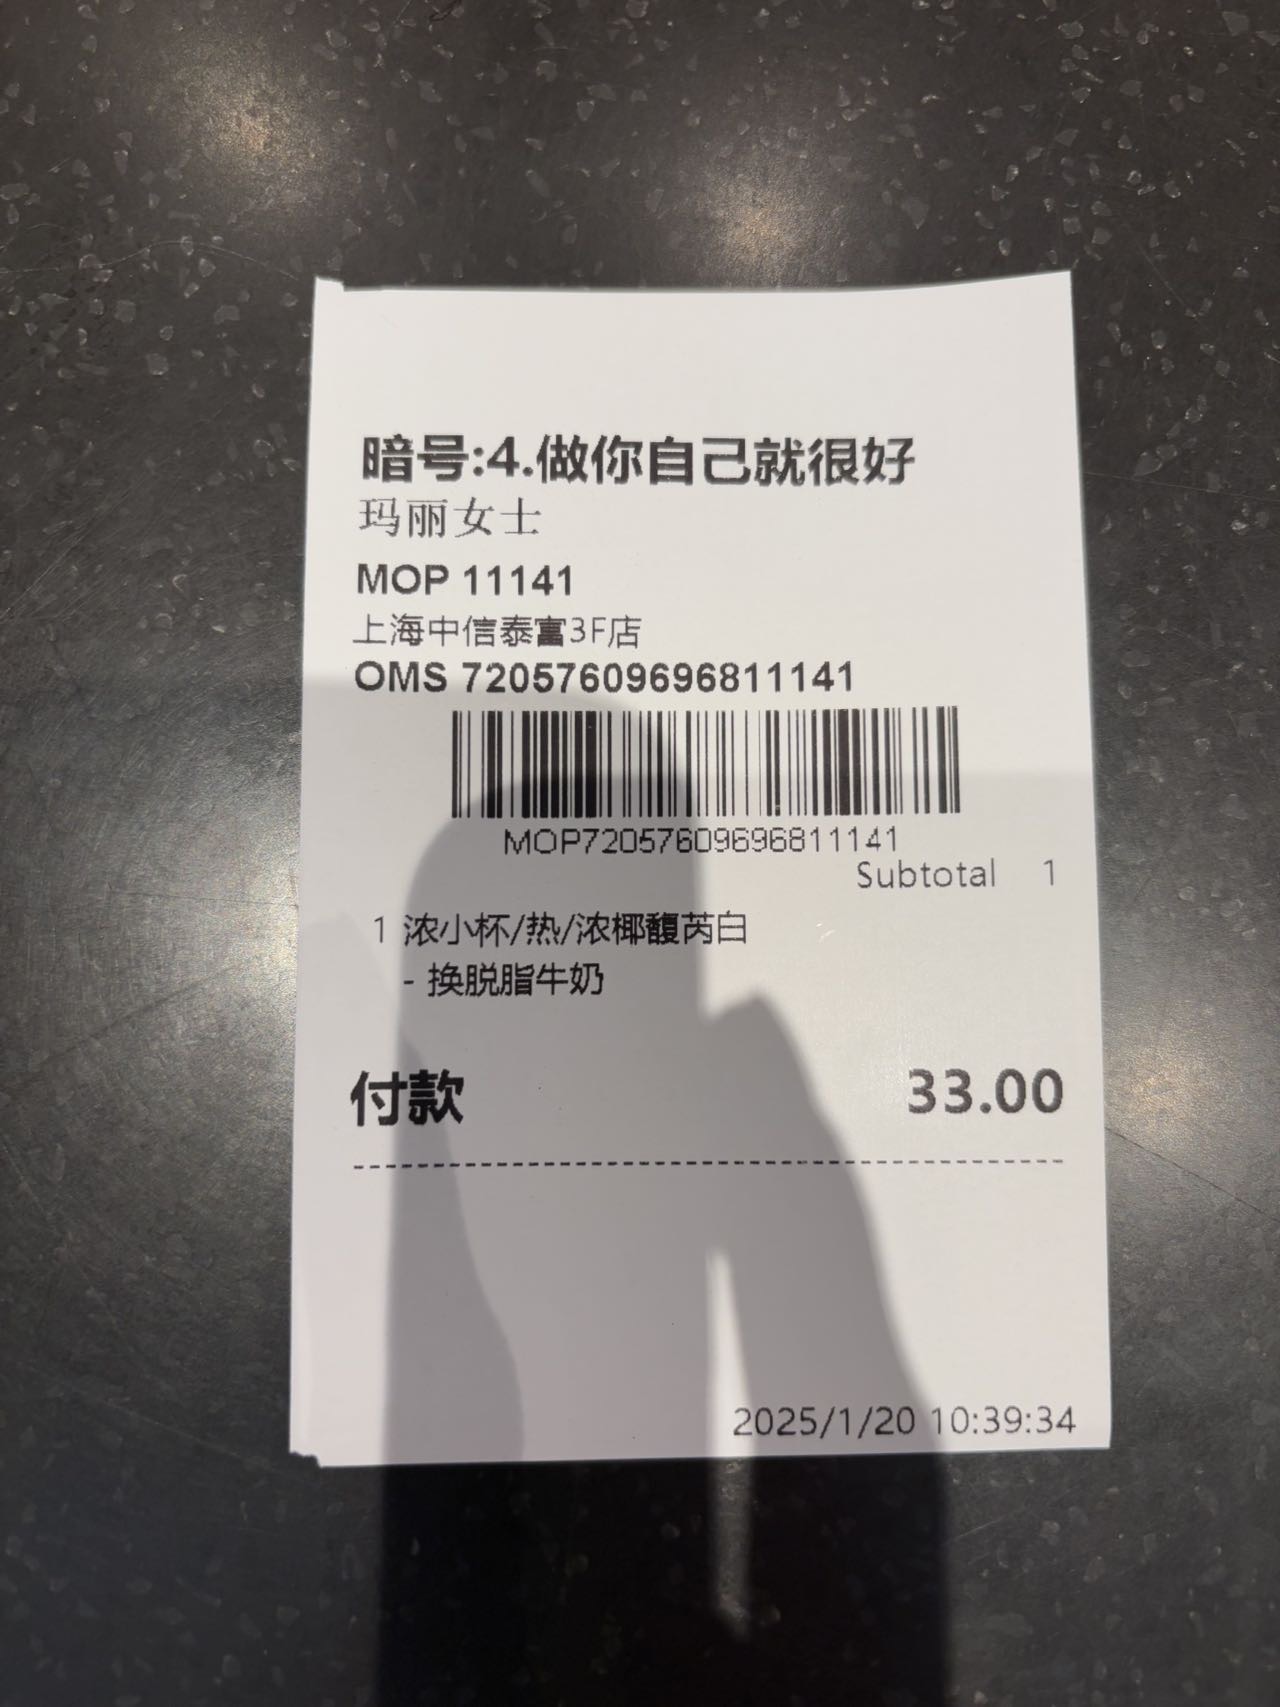 暗号:4.做你自己就很好
玛丽女士
MOP 11141
上海中信泰富3F店
OMS 72057609696811141
MOP72057609696811141
Subtotal 1
1 浓小杯/热/浓椰馥芮白
- 换脱脂牛奶
付款 33.00
2025/1/20 10:39:34